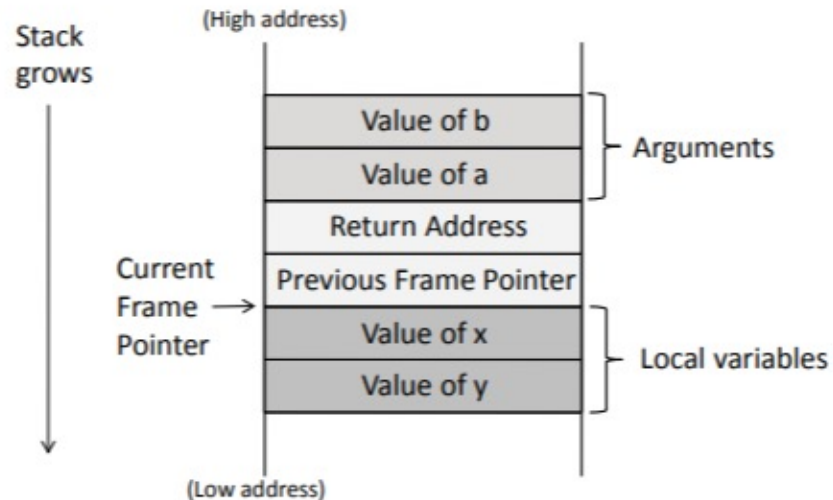 (High address)
Stack
grows
Value of b
Value of a
Arguments
Return Address
Previous Frame Pointer
Current
Frame
Pointer
Value of x
Value of y
Local variables
(Low address)